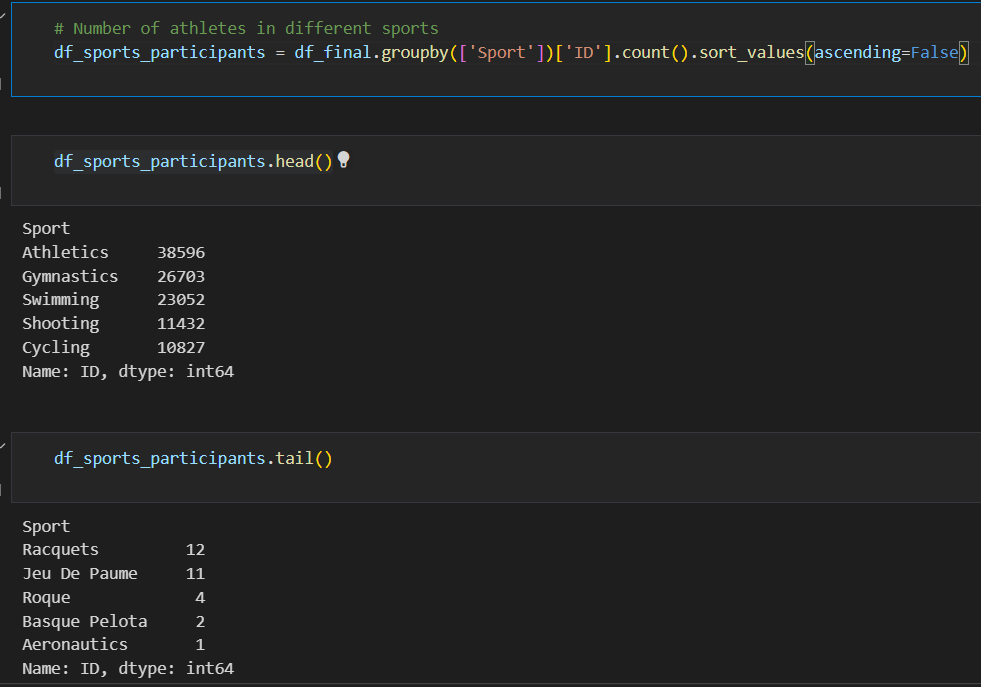 # Number of athletes in different sports
df_sports_participants = df_final.groupby(['Sport'])['ID'].count().sort_values(ascending=False)
df_sports_participants.head()
Sport
Athletics     38596
Gymnastics    26703
Swimming      23052
Shooting      11432
Cycling       10827
Name: ID, dtype: int64
df_sports_participants.tail()
Sport
Racquets         12
Jeu De Paume     11
Roque             4
Basque Pelota     2
Aeronautics       1
Name: ID, dtype: int64